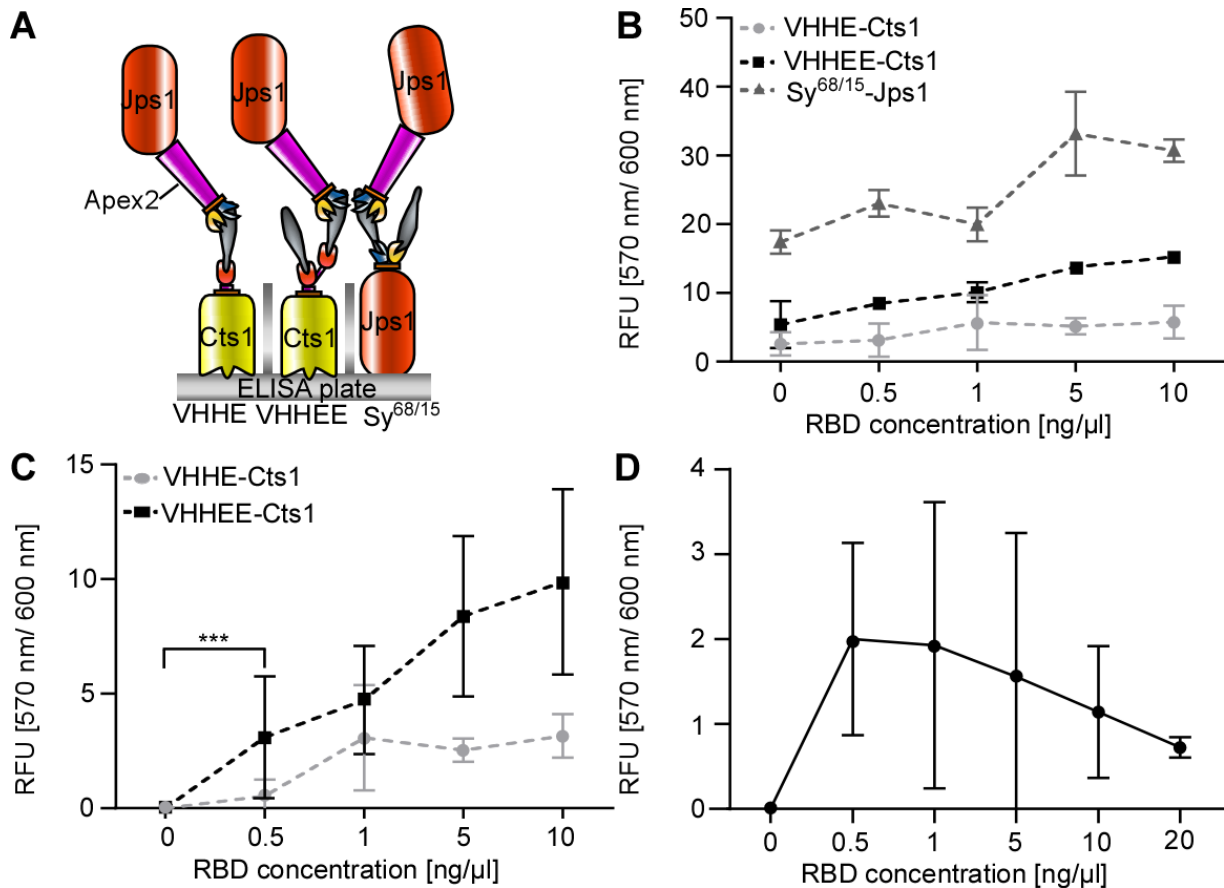 A
Jps1
Jps1
Jps1
Apex2
Cts1
Cts1
Jps1
ELISA plate
VHHE VHHEE Sy68/15
B
VHHE-Cts1
VHHEE-Cts1
Sy68/15-Jps1
RFU [570 nm/ 600 nm]
50
40
30
20
10
0
0 0.5 1 5 10
RBD concentration [ng/µl]
C
VHHE-Cts1
VHHEE-Cts1
***
RFU [570 nm/ 600 nm]
15
10
5
0
0 0.5 1 5 10
RBD concentration [ng/µl]
D
RFU [570 nm/ 600 nm]
4
3
2
1
0
0 0.5 1 5 10 20
RBD concentration [ng/µl]